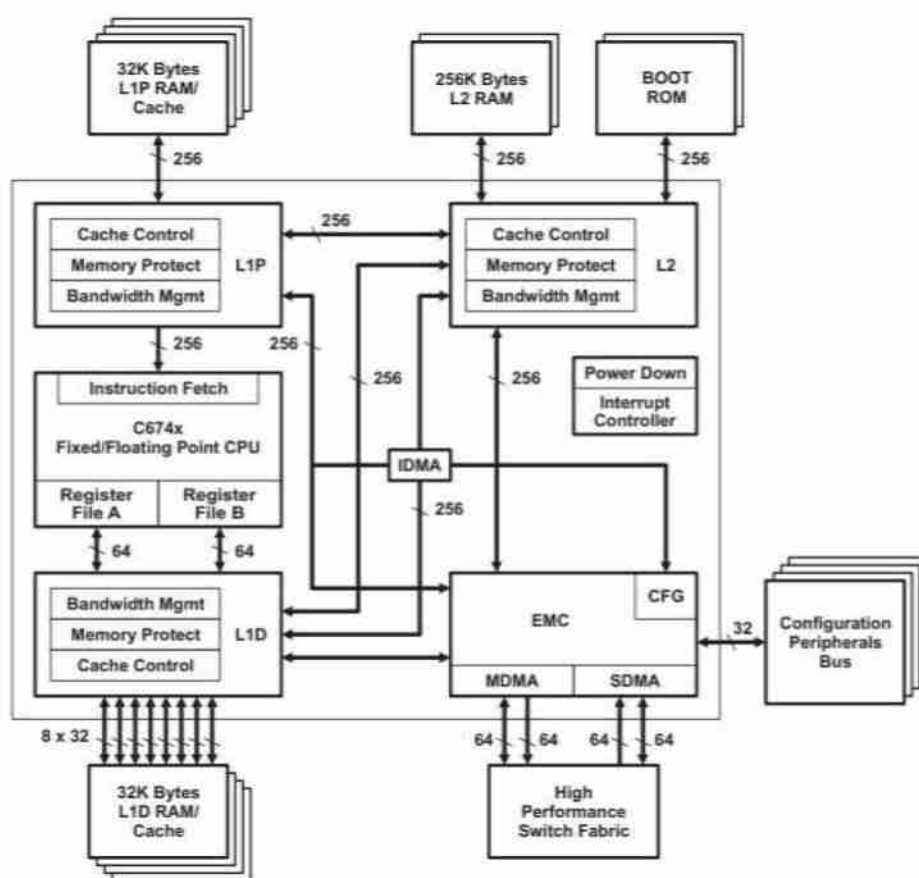 32K Bytes
L1P RAM/
Cache
256K Bytes
L2 RAM
BOOT
ROM
256
256
256
Cache Control
Memory Protect
Bandwidth Mgmt
L1P
256
Cache Control
Memory Protect
Bandwidth Mgmt
L2
256
256
256
256
Power Down
Interrupt
Controller
Instruction Fetch
C674x
Fixed/Floating Point CPU
Register
File A
Register
File B
IDMA
256
64
64
Bandwidth Mgmt
Memory Protect
Cache Control
L1D
EMC
CFG
MDMA
SDMA
32
Configuration
Peripherals
Bus
8 x 32
64
64
64
64
32K Bytes
L1D RAM/
Cache
High
Performance
Switch Fabric